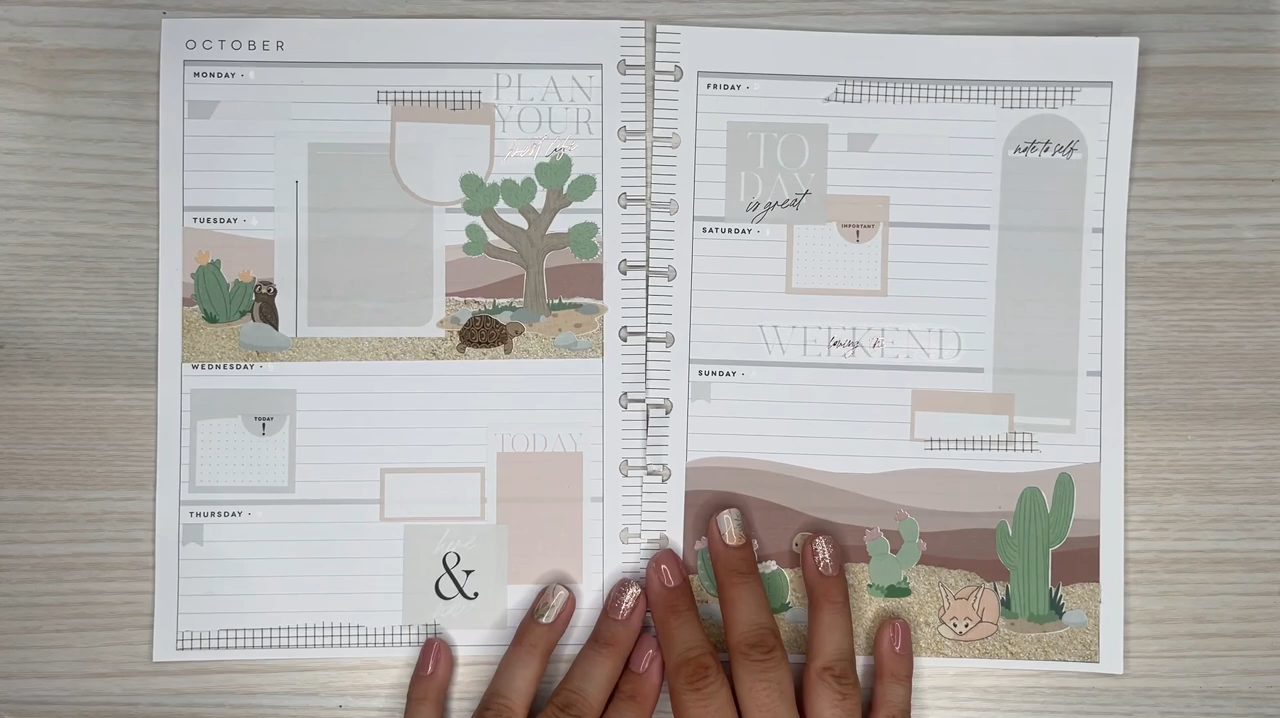 OCTOBER
MONDAY •
PLAN
YOUR
TUESDAY •
WEDNESDAY •
TODAY
!
TODAY
THURSDAY •
&
FRIDAY •
TO
DAY
is great
note to self
SATURDAY •
IMPORTANT
!
WEEKEND
SUNDAY •